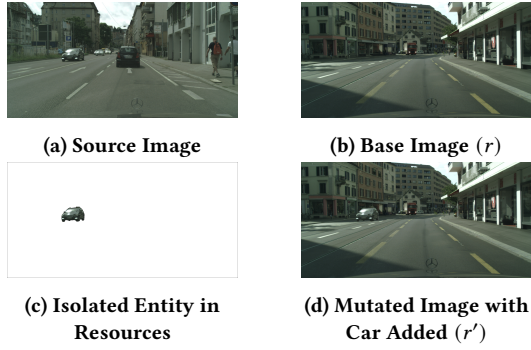 (a) Source Image
(b) Base Image (r)
(c) Isolated Entity in
Resources
(d) Mutated Image with
Car Added (r′)